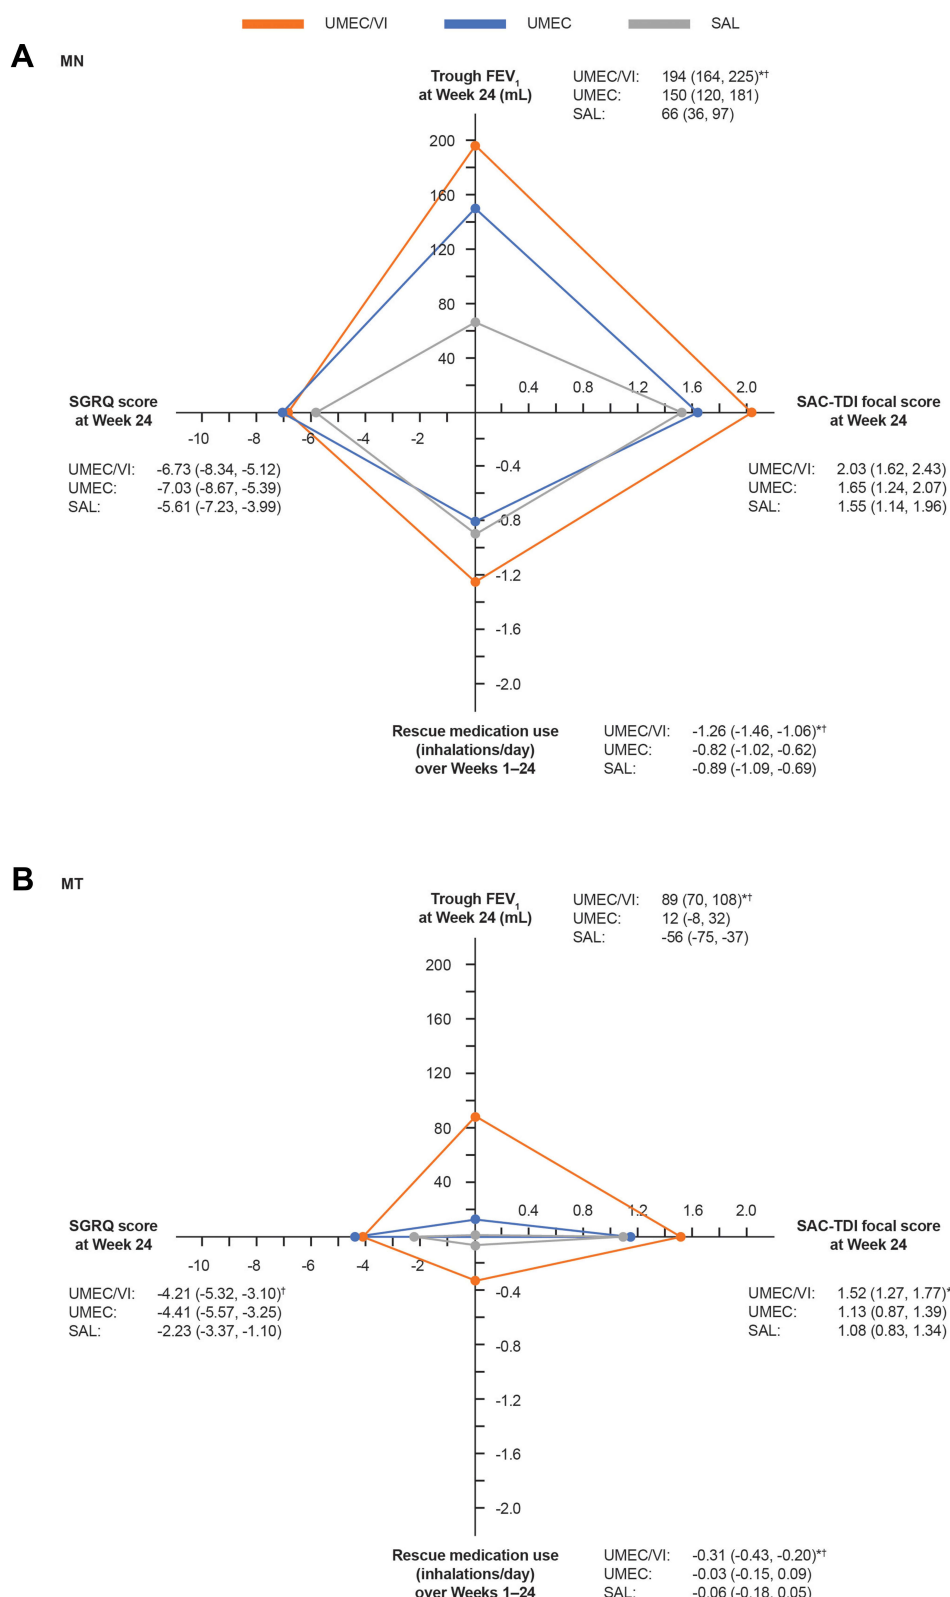 UMEC/VI UMEC SAL
A MN
Trough FEV1
at Week 24 (mL)
UMEC/VI: 194 (164, 225)*†
UMEC: 150 (120, 181)
SAL: 66 (36, 97)
200
160
120
80
40
0.4 0.8 1.2 1.6 2.0
SGRQ score
at Week 24
SAC-TDI focal score
at Week 24
-10 -8 -6 -4 -2
UMEC/VI: -6.73 (-8.34, -5.12)
UMEC: -7.03 (-8.67, -5.39)
SAL: -5.61 (-7.23, -3.99)
UMEC/VI: 2.03 (1.62, 2.43)
UMEC: 1.65 (1.24, 2.07)
SAL: 1.55 (1.14, 1.96)
-0.4
-0.8
-1.2
-1.6
-2.0
Rescue medication use
(inhalations/day)
over Weeks 1–24
UMEC/VI: -1.26 (-1.46, -1.06)*†
UMEC: -0.82 (-1.02, -0.62)
SAL: -0.89 (-1.09, -0.69)
B MT
Trough FEV1
at Week 24 (mL)
UMEC/VI: 89 (70, 108)*†
UMEC: 12 (-8, 32)
SAL: -56 (-75, -37)
200
160
120
80
40
0.4 0.8 1.2 1.6 2.0
SGRQ score
at Week 24
SAC-TDI focal score
at Week 24
-10 -8 -6 -4 -2
UMEC/VI: -4.21 (-5.32, -3.10)†
UMEC: -4.41 (-5.57, -3.25)
SAL: -2.23 (-3.37, -1.10)
UMEC/VI: 1.52 (1.27, 1.77)*
UMEC: 1.13 (0.87, 1.39)
SAL: 1.08 (0.83, 1.34)
-0.4
-0.8
-1.2
-1.6
-2.0
Rescue medication use
(inhalations/day)
over Weeks 1–24
UMEC/VI: -0.31 (-0.43, -0.20)*†
UMEC: -0.03 (-0.15, 0.09)
SAL: -0.06 (-0.18, 0.05)